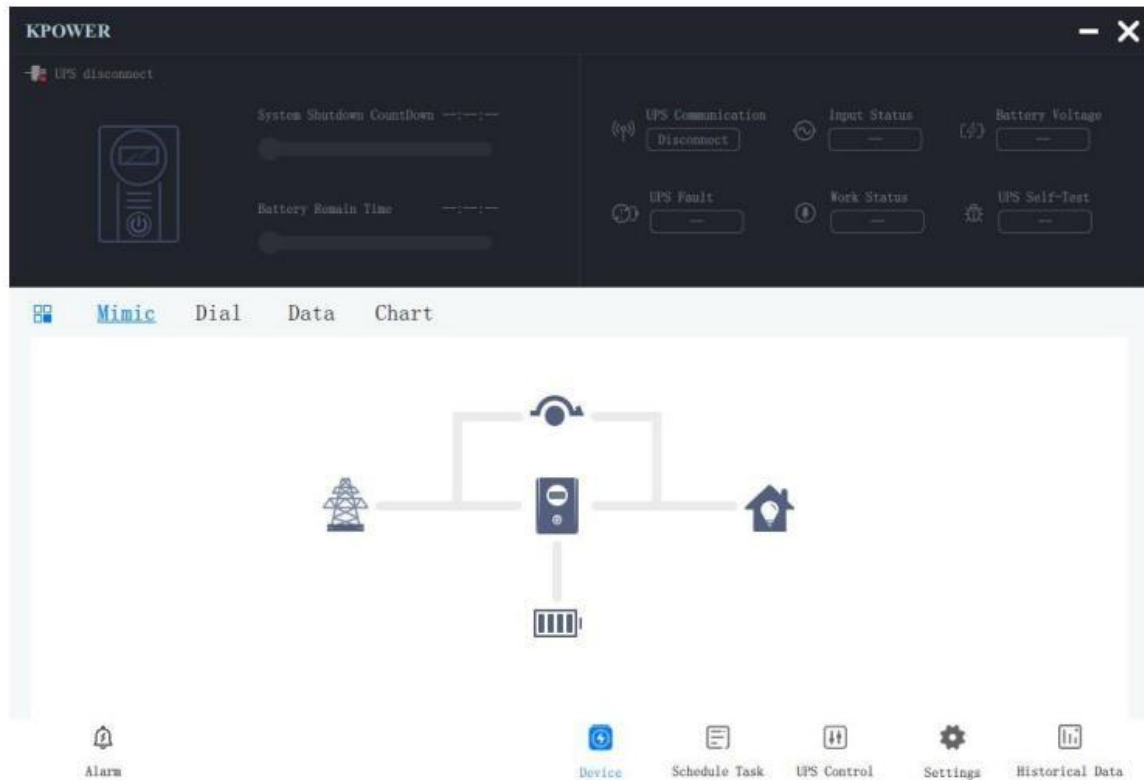 KPOWER
UPS disconnect
System Shutdown CountDown --:--:--
Battery Remain Time --:--:--
UPS Communication
Disconnect
Input Status
--
Battery Voltage
--
UPS Fault
--
Work Status
--
UPS Self-Test
--
Mimic Dial Data Chart
Alarm
Device
Schedule Task
UPS Control
Settings
Historical Data